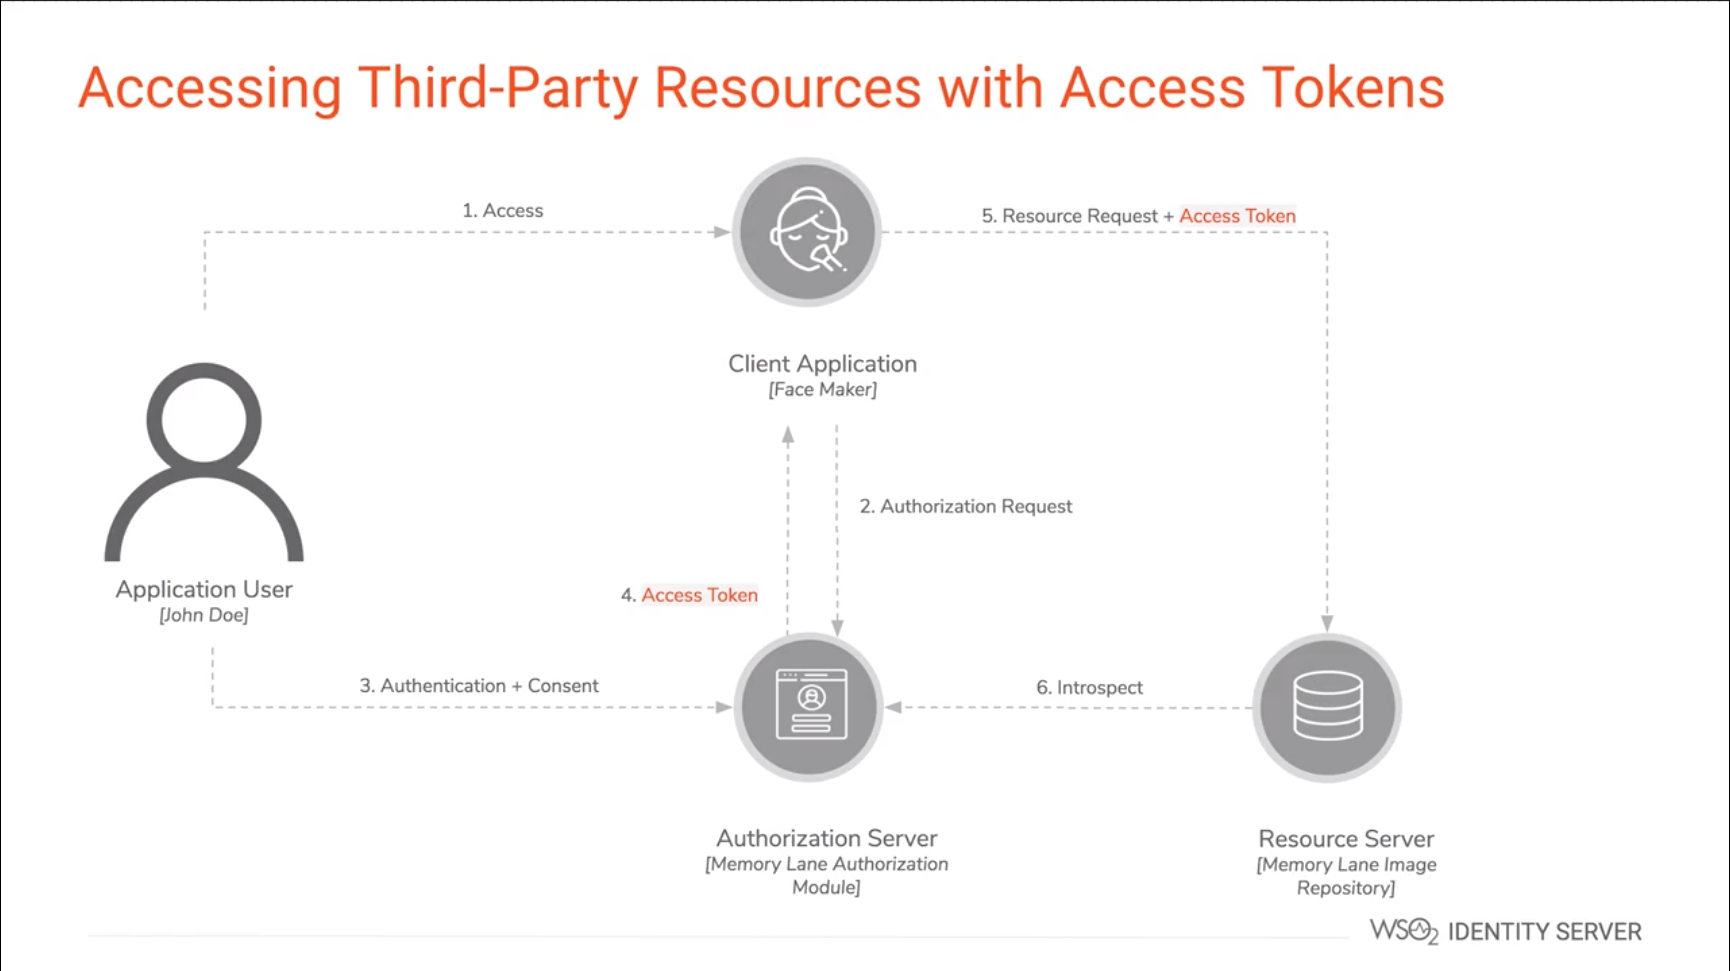 Accessing Third-Party Resources with Access Tokens
1. Access
5. Resource Request + Access Token
Client Application
[Face Maker]
2. Authorization Request
4. Access Token
Application User
[John Doe]
3. Authentication + Consent
6. Introspect
Authorization Server
[Memory Lane Authorization
Module]
Resource Server
[Memory Lane Image
Repository]
WSO2 IDENTITY SERVER